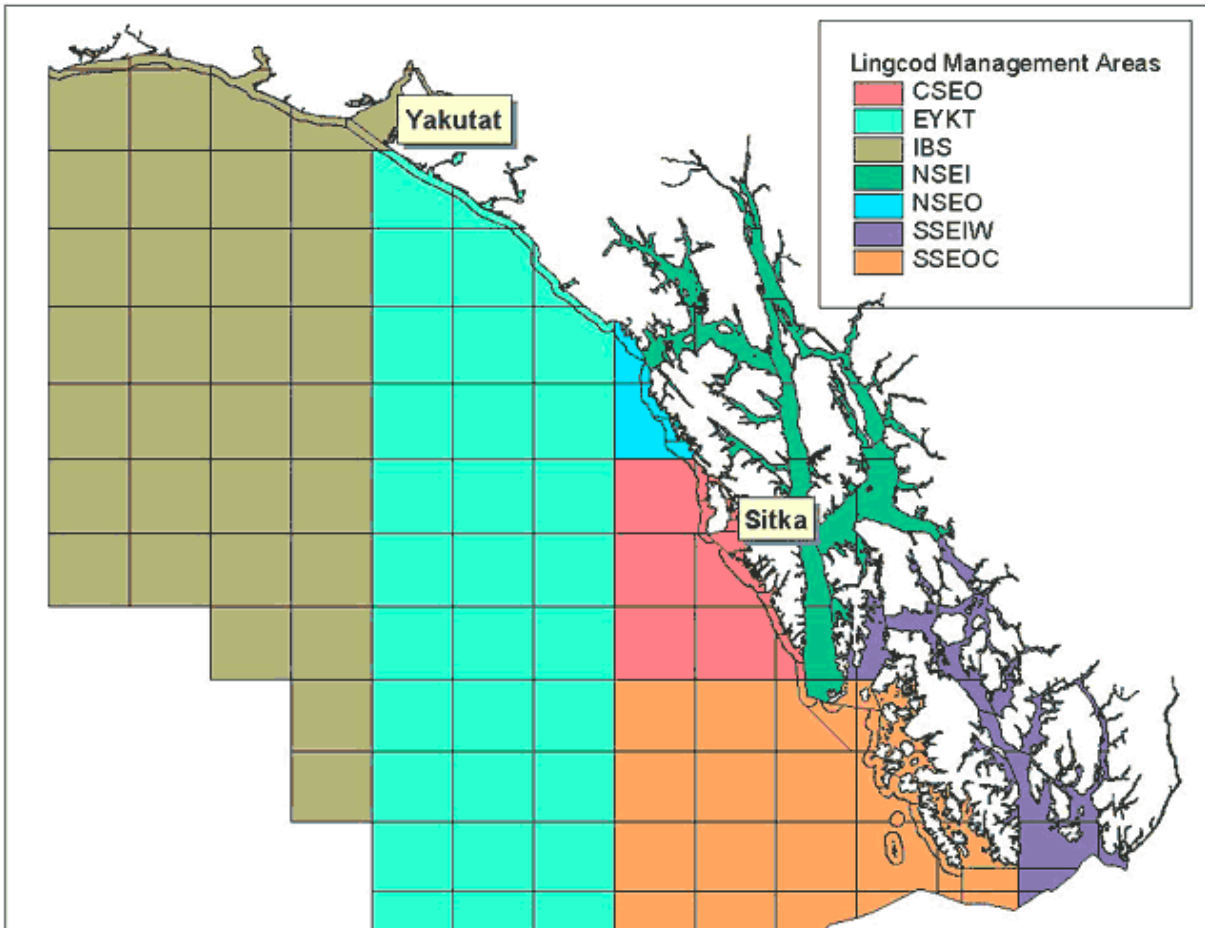 Lingcod Management Areas
CSEO
EYKT
IBS
NSEI
NSEO
SSEIW
SSEOC
Yakutat
Sitka